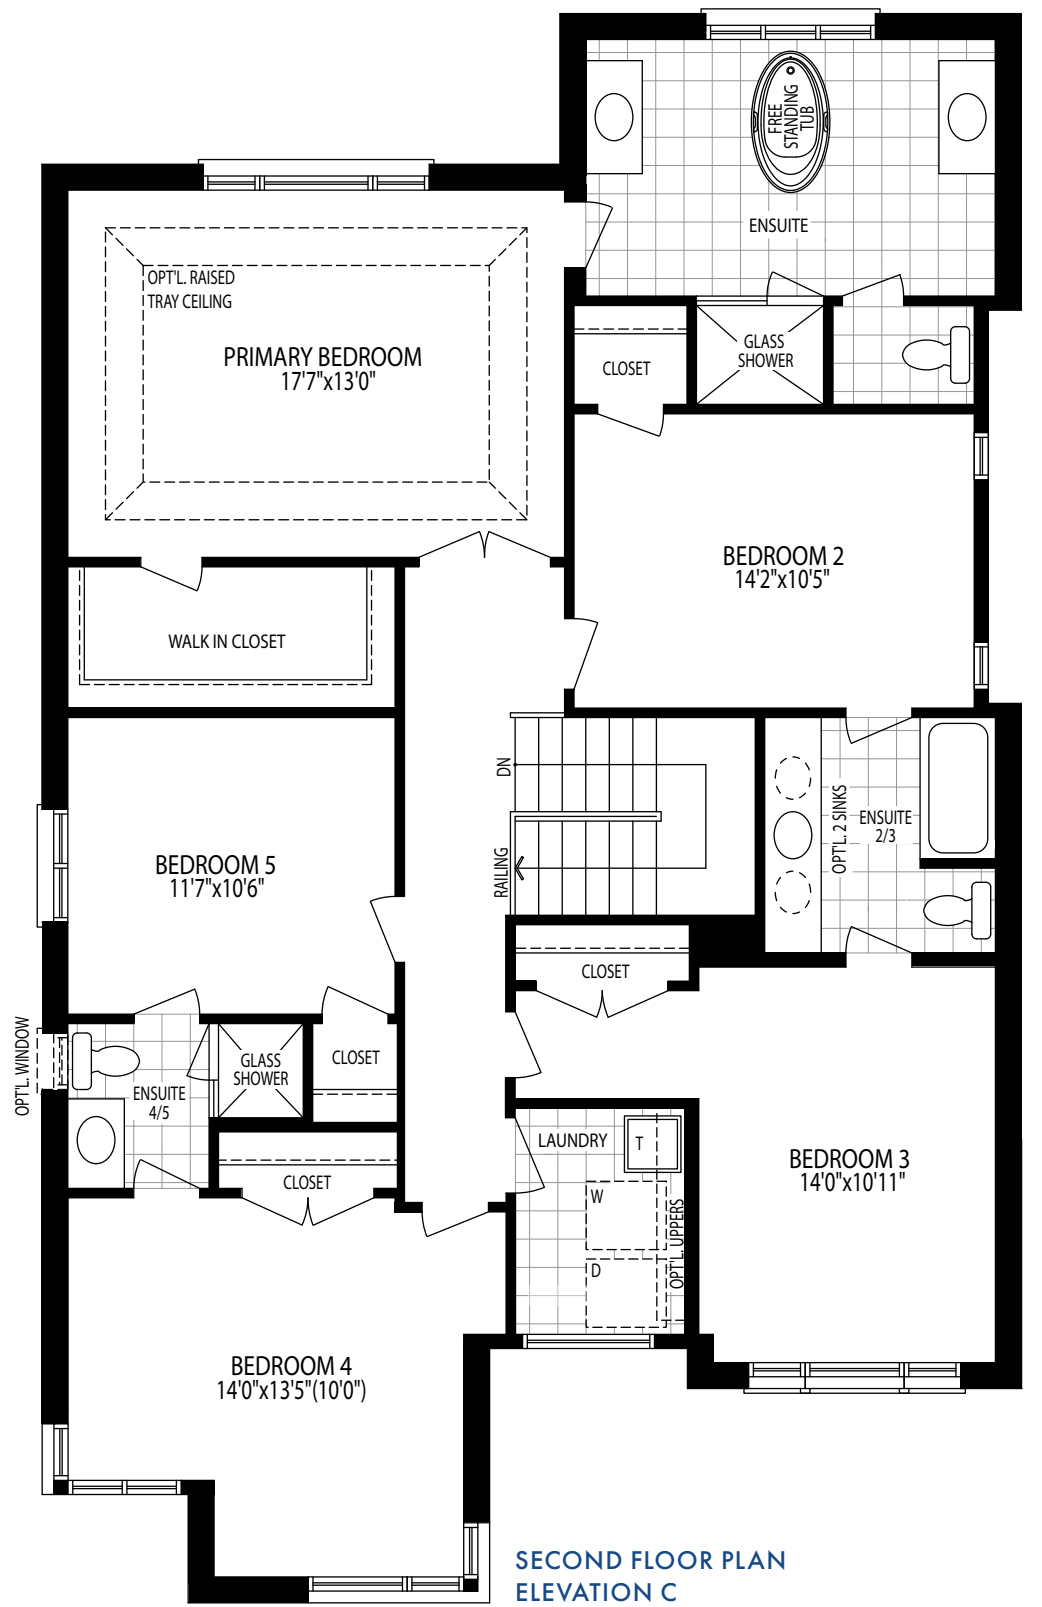 FREE
STANDING
TUB
ENSUITE
OPT'L. RAISED
TRAY CEILING
PRIMARY BEDROOM
17'7"x13'0"
CLOSET
GLASS
SHOWER
BEDROOM 2
14'2"x10'5"
WALK IN CLOSET
DN
RAILING
OPT'L. 2 SINKS
ENSUITE
2/3
BEDROOM 5
11'7"x10'6"
CLOSET
OPT'L. WINDOW
ENSUITE
4/5
GLASS
SHOWER
CLOSET
LAUNDRY
T
W
D
OPT'L. UPPERS
BEDROOM 3
14'0"x10'11"
CLOSET
BEDROOM 4
14'0"x13'5"(10'0")
SECOND FLOOR PLAN
ELEVATION C